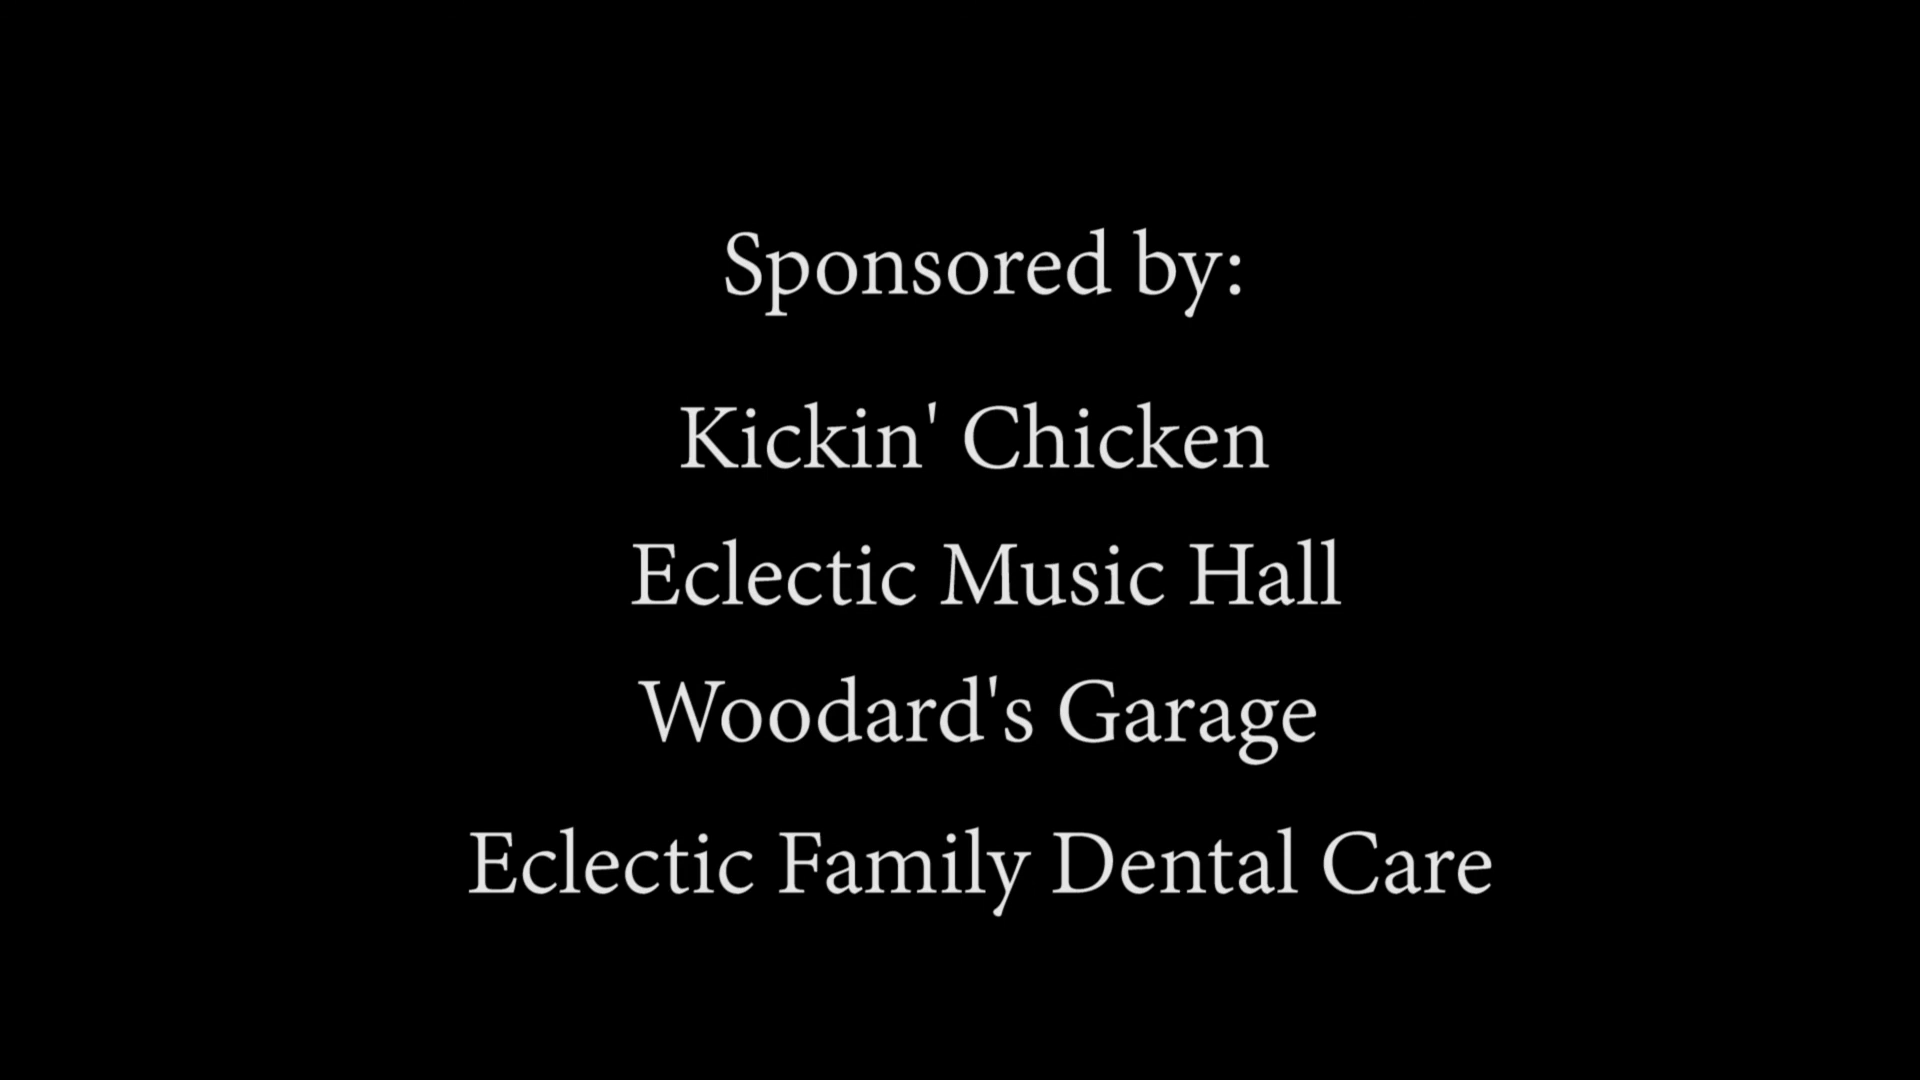 Sponsored by:
Kickin' Chicken
Eclectic Music Hall
Woodard's Garage
Eclectic Family Dental Care